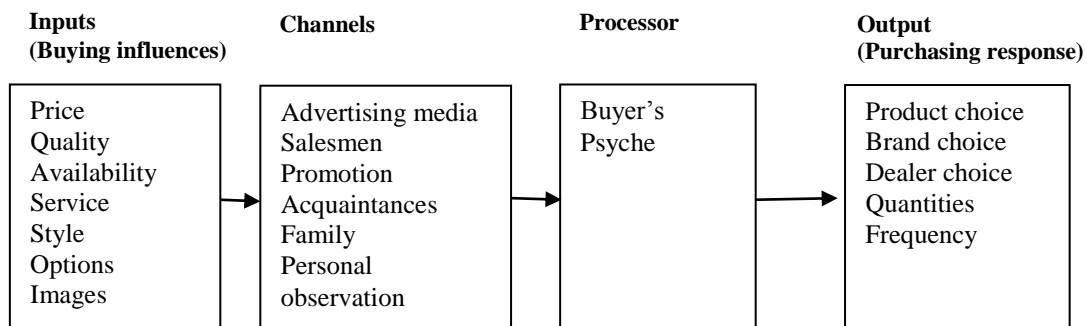 Inputs
(Buying influences)
Channels
Processor
Output
(Purchasing response)
Price
Quality
Availability
Service
Style
Options
Images
Advertising media
Salesmen
Promotion
Acquaintances
Family
Personal
observation
Buyer’s
Psyche
Product choice
Brand choice
Dealer choice
Quantities
Frequency